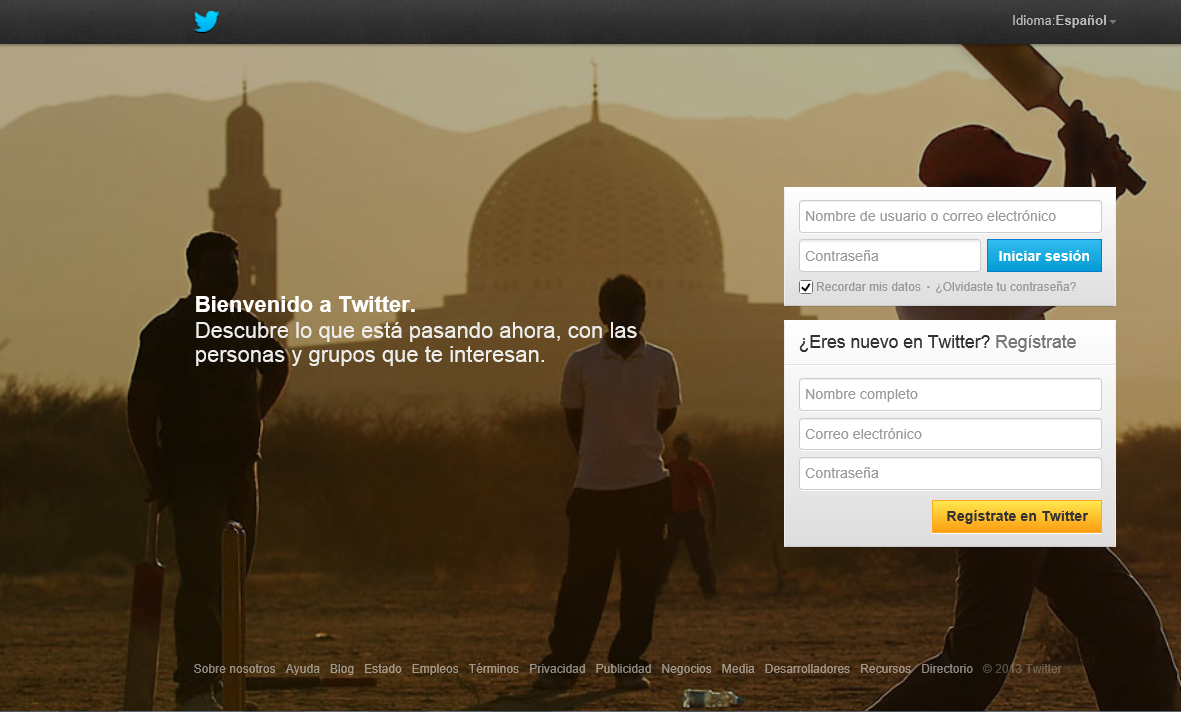 Idioma:Español
Bienvenido a Twitter.
Descubre lo que está pasando ahora, con las
personas y grupos que te interesan.
Nombre de usuario o correo electrónico
Contraseña
Iniciar sesión
Recordar mis datos · ¿Olvidaste tu contraseña?
¿Eres nuevo en Twitter? Regístrate
Nombre completo
Correo electrónico
Contraseña
Regístrate en Twitter
Sobre nosotros Ayuda Blog Estado Empleos Términos Privacidad Publicidad Negocios Media Desarrolladores Recursos Directorio © 2013 Twitter